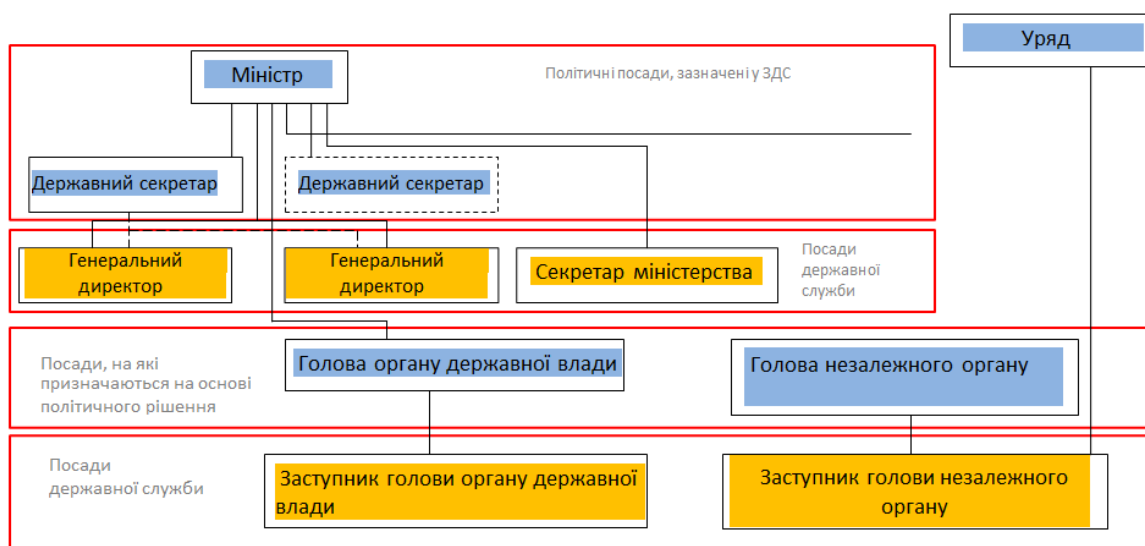 Уряд
Міністр
Політичні посади, зазначені у ЗДС
Державний секретар
Державний секретар
Генеральний
директор
Генеральний
директор
Секретар міністерства
Посади
державної
служби
Посади, на які
призначаються на основі
політичного рішення
Голова органу державної влади
Голова незалежного органу
Посади
державної служби
Заступник голови органу державної
влади
Заступник голови незалежного
органу